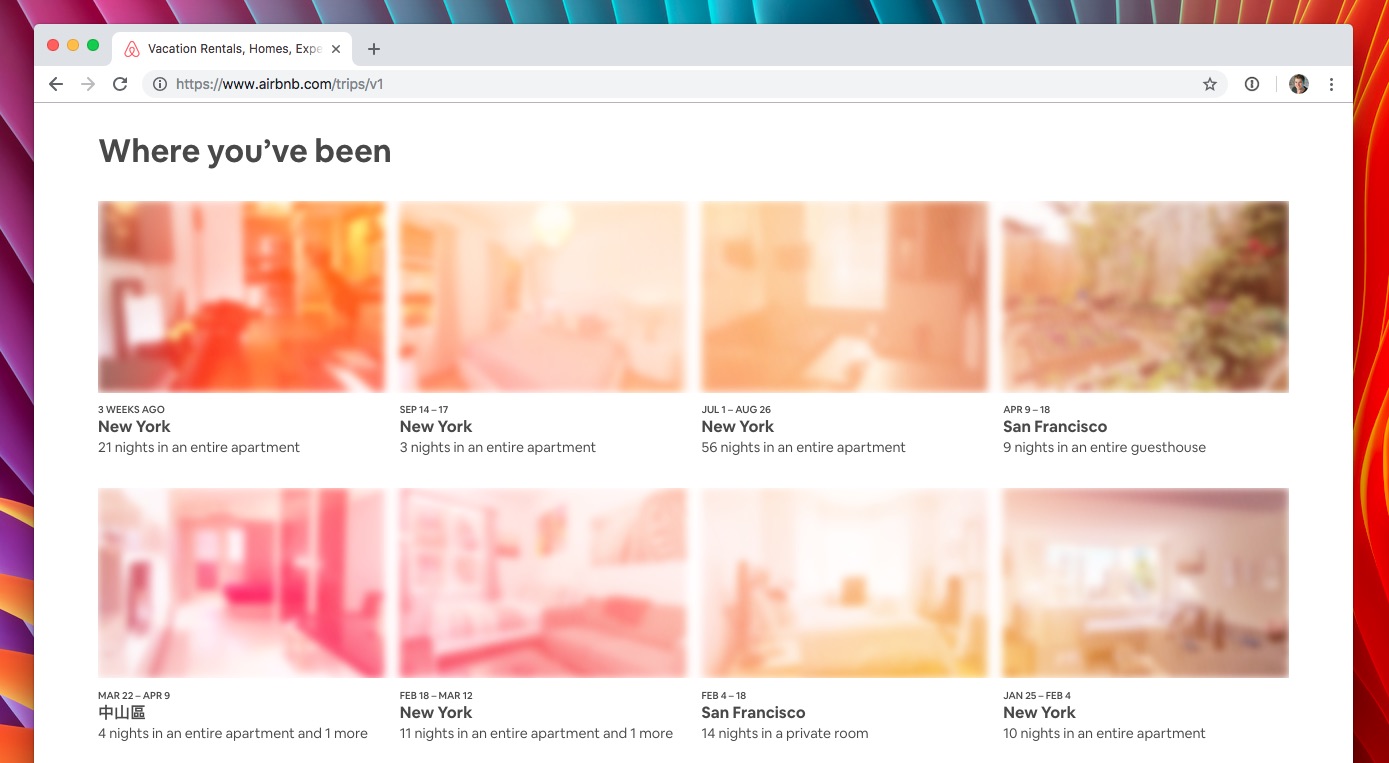 Vacation Rentals, Homes, Expe
https://www.airbnb.com/trips/v1
Where you’ve been
3 WEEKS AGO
New York
21 nights in an entire apartment
SEP 14 – 17
New York
3 nights in an entire apartment
JUL 1 – AUG 26
New York
56 nights in an entire apartment
APR 9 – 18
San Francisco
9 nights in an entire guesthouse
MAR 22 – APR 9
中山區
4 nights in an entire apartment and 1 more
FEB 18 – MAR 12
New York
11 nights in an entire apartment and 1 more
FEB 4 – 18
San Francisco
14 nights in a private room
JAN 25 – FEB 4
New York
10 nights in an entire apartment